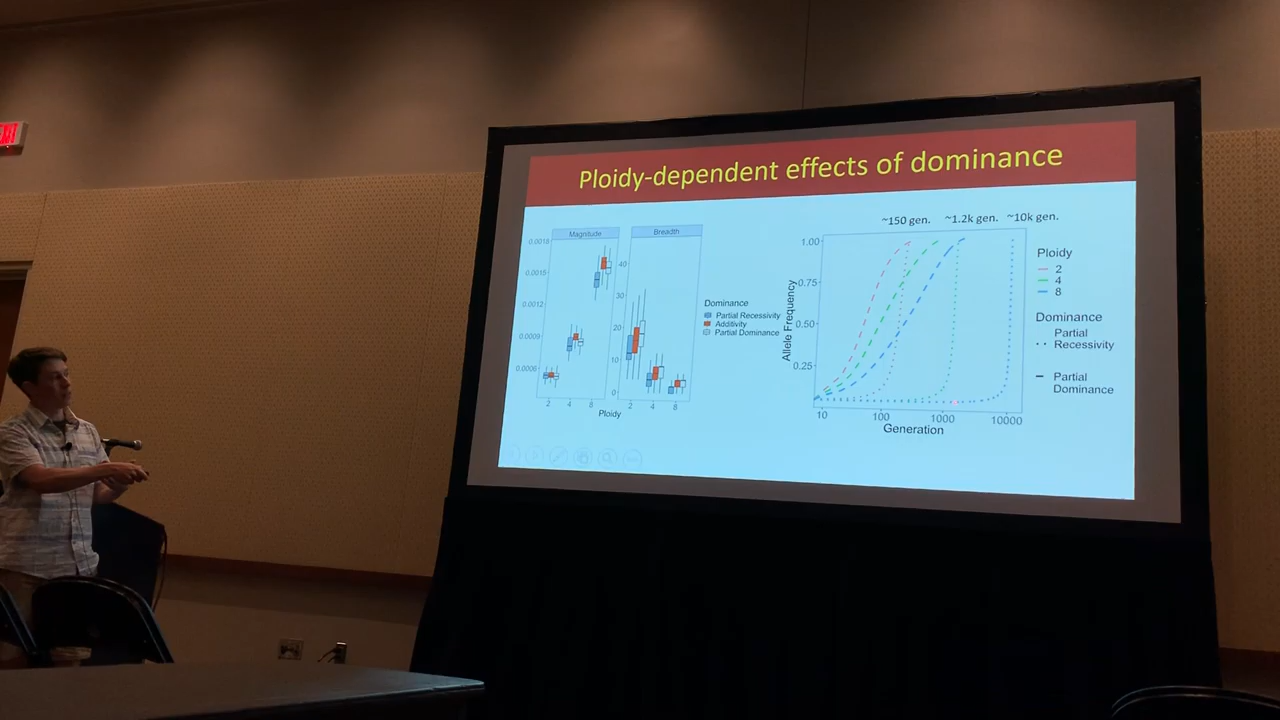 Ploidy-dependent effects of dominance
Magnitude
Breadth
0.0018
0.0015
0.0012
0.0009
0.0006
40
30
20
10
0
2 4 8
2 4 8
Ploidy
Dominance
Partial Recessivity
Additivity
Partial Dominance
~150 gen. ~1.2k gen. ~10k gen.
1.00
0.75
0.50
0.25
Allele Frequency
10 100 1000 10000
Generation
Ploidy
2
4
8
Dominance
Partial
Recessivity
Partial
Dominance